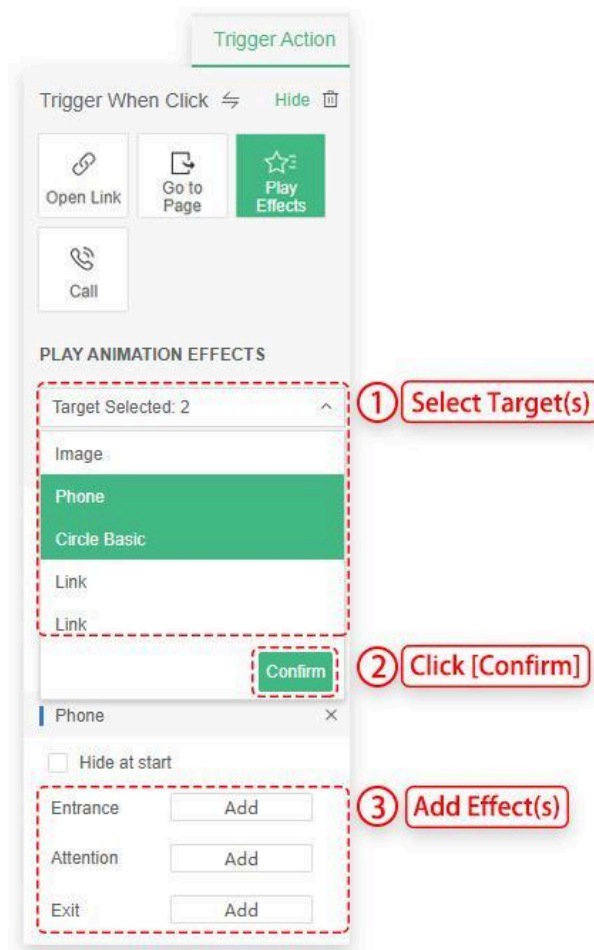 Trigger Action
Trigger When Click Hide
Open Link
Go to
Page
Play
Effects
Call
PLAY ANIMATION EFFECTS
Target Selected: 2
1 Select Target(s)
Image
Phone
Circle Basic
Link
Link
Confirm
2 Click [Confirm]
Phone
Hide at start
3 Add Effect(s)
Entrance Add
Attention Add
Exit Add